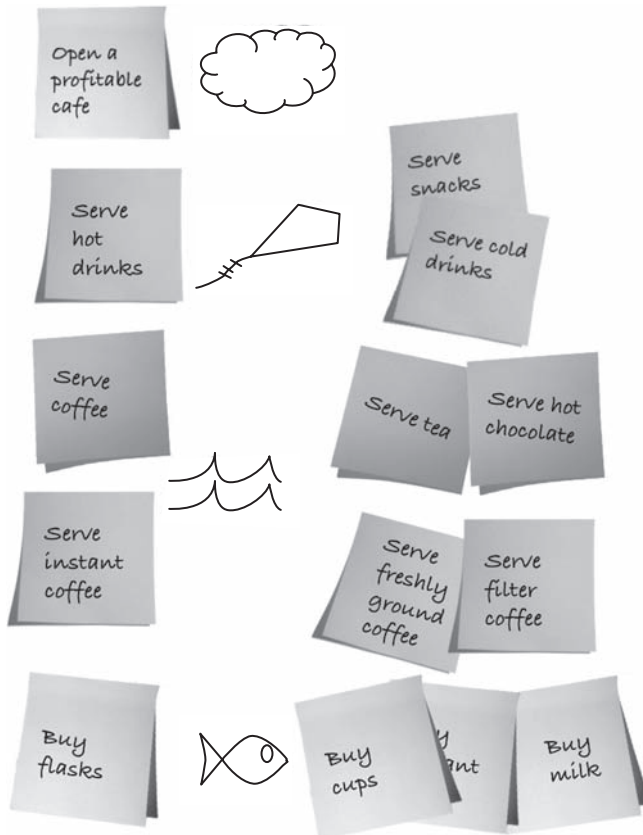 Open a
profitable
cafe
Serve
snacks
Serve
hot
drinks
Serve cold
drinks
Serve
coffee
Serve tea
Serve hot
chocolate
Serve
instant
coffee
Serve
freshly
ground
coffee
Serve
filter
coffee
Buy
flasks
Buy
cups
Buy
milk